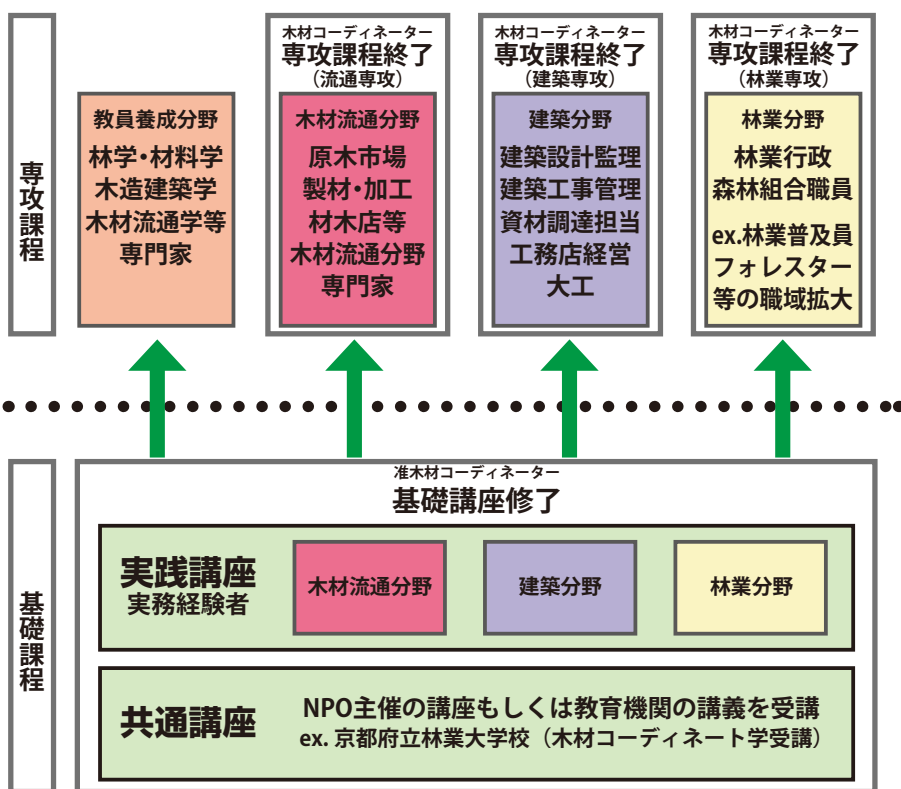 専攻課程
教員養成分野
林学・材料学
木造建築学
木材流通学等
専門家
木材コーディネーター
専攻課程終了
（流通専攻）
木材流通分野
原木市場
製材・加工
材木店等
木材流通分野
専門家
木材コーディネーター
専攻課程終了
（建築専攻）
建築分野
建築設計監理
建築工事管理
資材調達担当
工務店経営
大工
木材コーディネーター
専攻課程終了
（林業専攻）
林業分野
林業行政
森林組合職員
ex.林業普及員
フォレスター
等の職域拡大
基礎課程
准木材コーディネーター
基礎講座修了
実践講座
実務経験者
木材流通分野
建築分野
林業分野
共通講座
NPO主催の講座もしくは教育機関の講義を受講
ex. 京都府立林業大学校（木材コーディネート学受講）